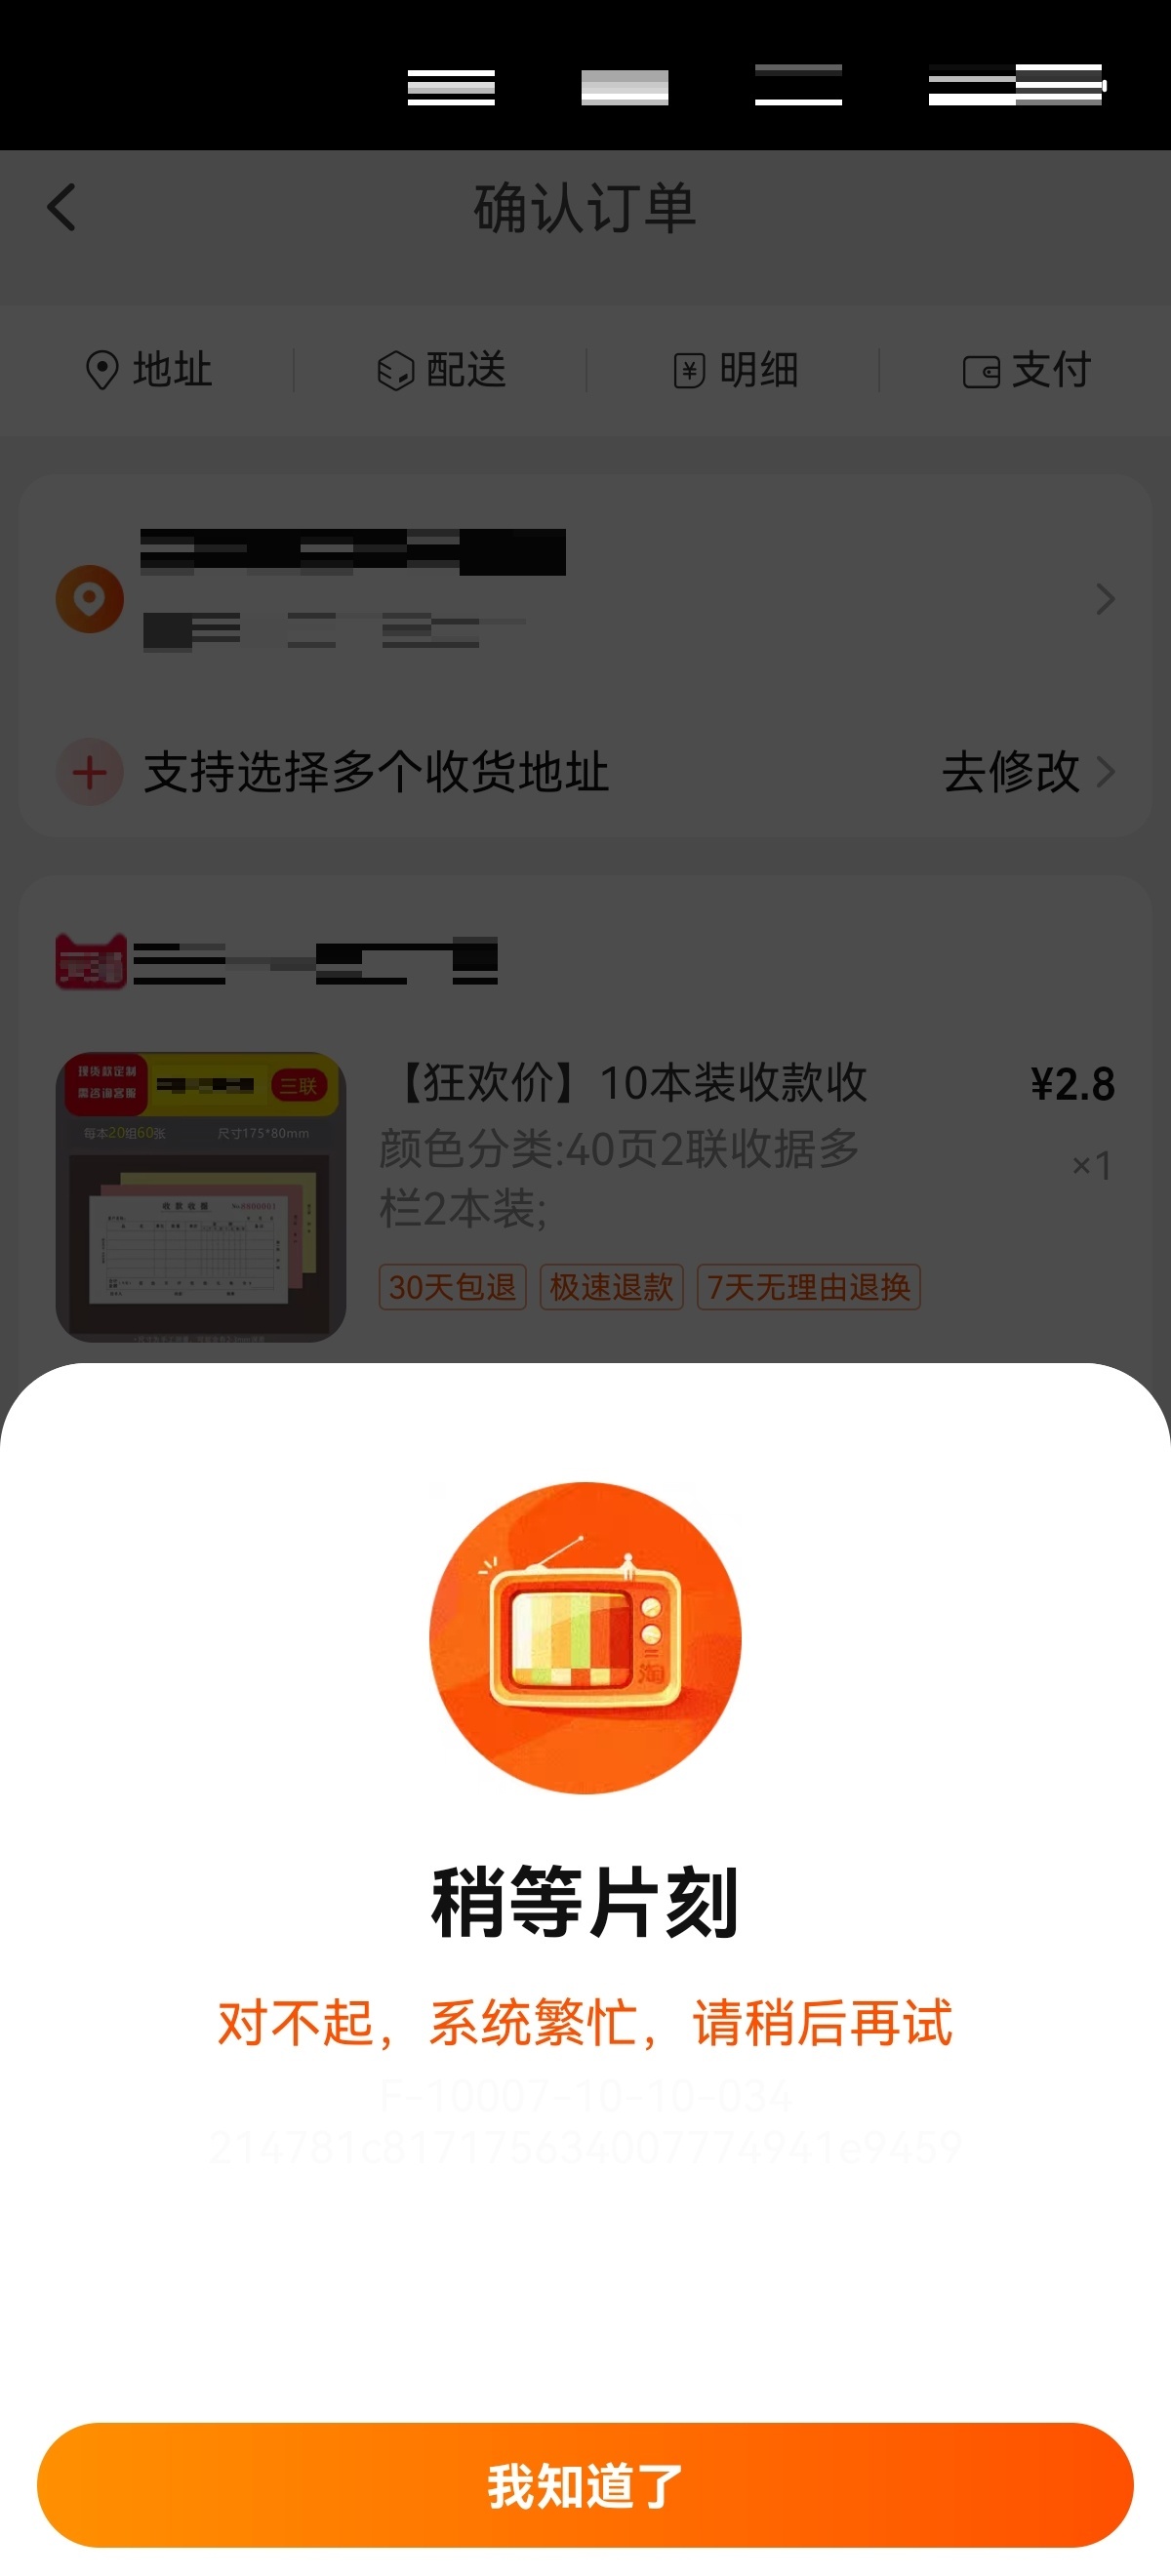 确认订单
地址
配送
明细
支付
支持选择多个收货地址
去修改
现货款定制
需咨询客服
三联
每本20组60张
尺寸175*80mm
收款收据
【狂欢价】10本装收款收
¥2.8
颜色分类:40页2联收据多
×1
栏2本装;
30天包退
极速退款
7天无理由退换
淘
稍等片刻
对不起，系统繁忙，请稍后再试
F-10007-10-10-034
214781c817175634007774941e9459
我知道了